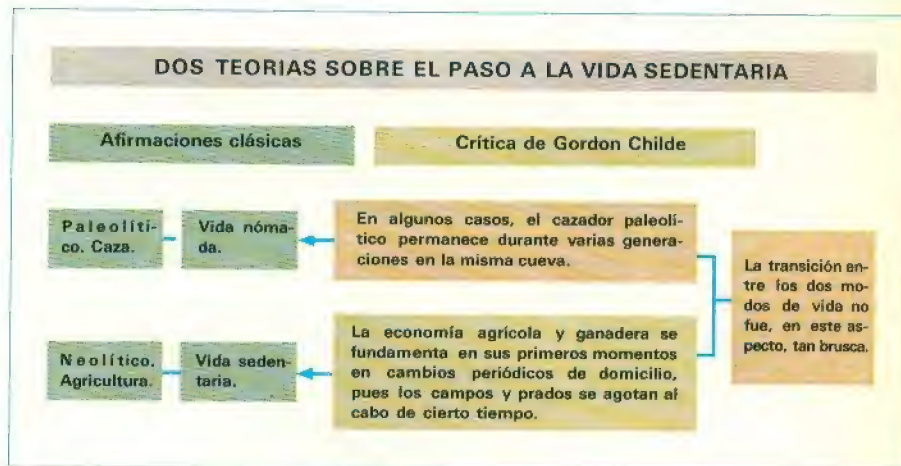 DOS TEORIAS SOBRE EL PASO A LA VIDA SEDENTARIA
Afirmaciones clásicas
Crítica de Gordon Childe
Paleolíti-
co. Caza.
Vida nóma-
da.
En algunos casos, el cazador paleolí-
tico permanece durante varias genera-
ciones en la misma cueva.
Neolítico.
Agricultura.
Vida seden-
taria.
La economía agrícola y ganadera se
fundamenta en sus primeros momentos
en cambios periódicos de domicilio,
pues los campos y prados se agotan al
cabo de cierto tiempo.
La transición en-
tre los dos mo-
dos de vida no
fue, en este as-
pecto, tan brusca.